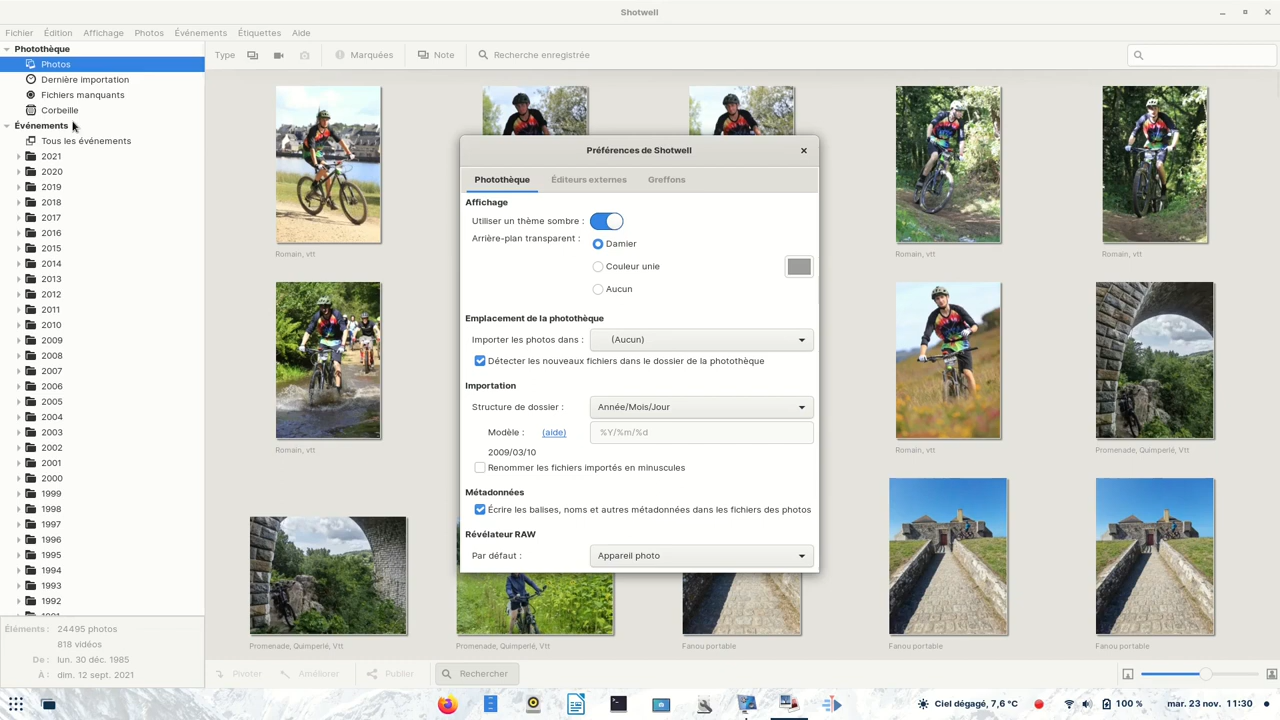 Shotwell
Fichier Édition Affichage Photos Événements Étiquettes Aide
Photothèque
Photos
Dernière importation
Fichiers manquants
Corbeille
Événements
Tous les événements
2021
2020
2019
2018
2017
2016
2015
2014
2013
2012
2011
2010
2009
2008
2007
2006
2005
2004
2003
2002
2001
2000
1999
1998
1997
1996
1995
1994
1993
1992
Éléments : 24495 photos
818 vidéos
De : lun. 30 déc. 1985
À : dim. 12 sept. 2021
Type Marquées Note Recherche enregistrée
Romain, vtt
Romain, vtt
Romain, vtt
Romain, vtt
Romain, vtt
Promenade, Quimperlé, Vtt
Promenade, Quimperlé, Vtt
Promenade, Quimperlé, Vtt
Fanou portable
Fanou portable
Fanou portable
Préférences de Shotwell
Photothèque Éditeurs externes Greffons
Affichage
Utiliser un thème sombre :
Arrière-plan transparent : Damier
Couleur unie
Aucun
Emplacement de la photothèque
Importer les photos dans : (Aucun)
Détecter les nouveaux fichiers dans le dossier de la photothèque
Importation
Structure de dossier : Année/Mois/Jour
Modèle : (aide) %Y/%m/%d
2009/03/10
Renommer les fichiers importés en minuscules
Métadonnées
Écrire les balises, noms et autres métadonnées dans les fichiers des photos
Révélateur RAW
Par défaut : Appareil photo
Pivoter Améliorer Publier Rechercher
Ciel dégagé, 7,6 °C 100 % mar. 23 nov. 11:30